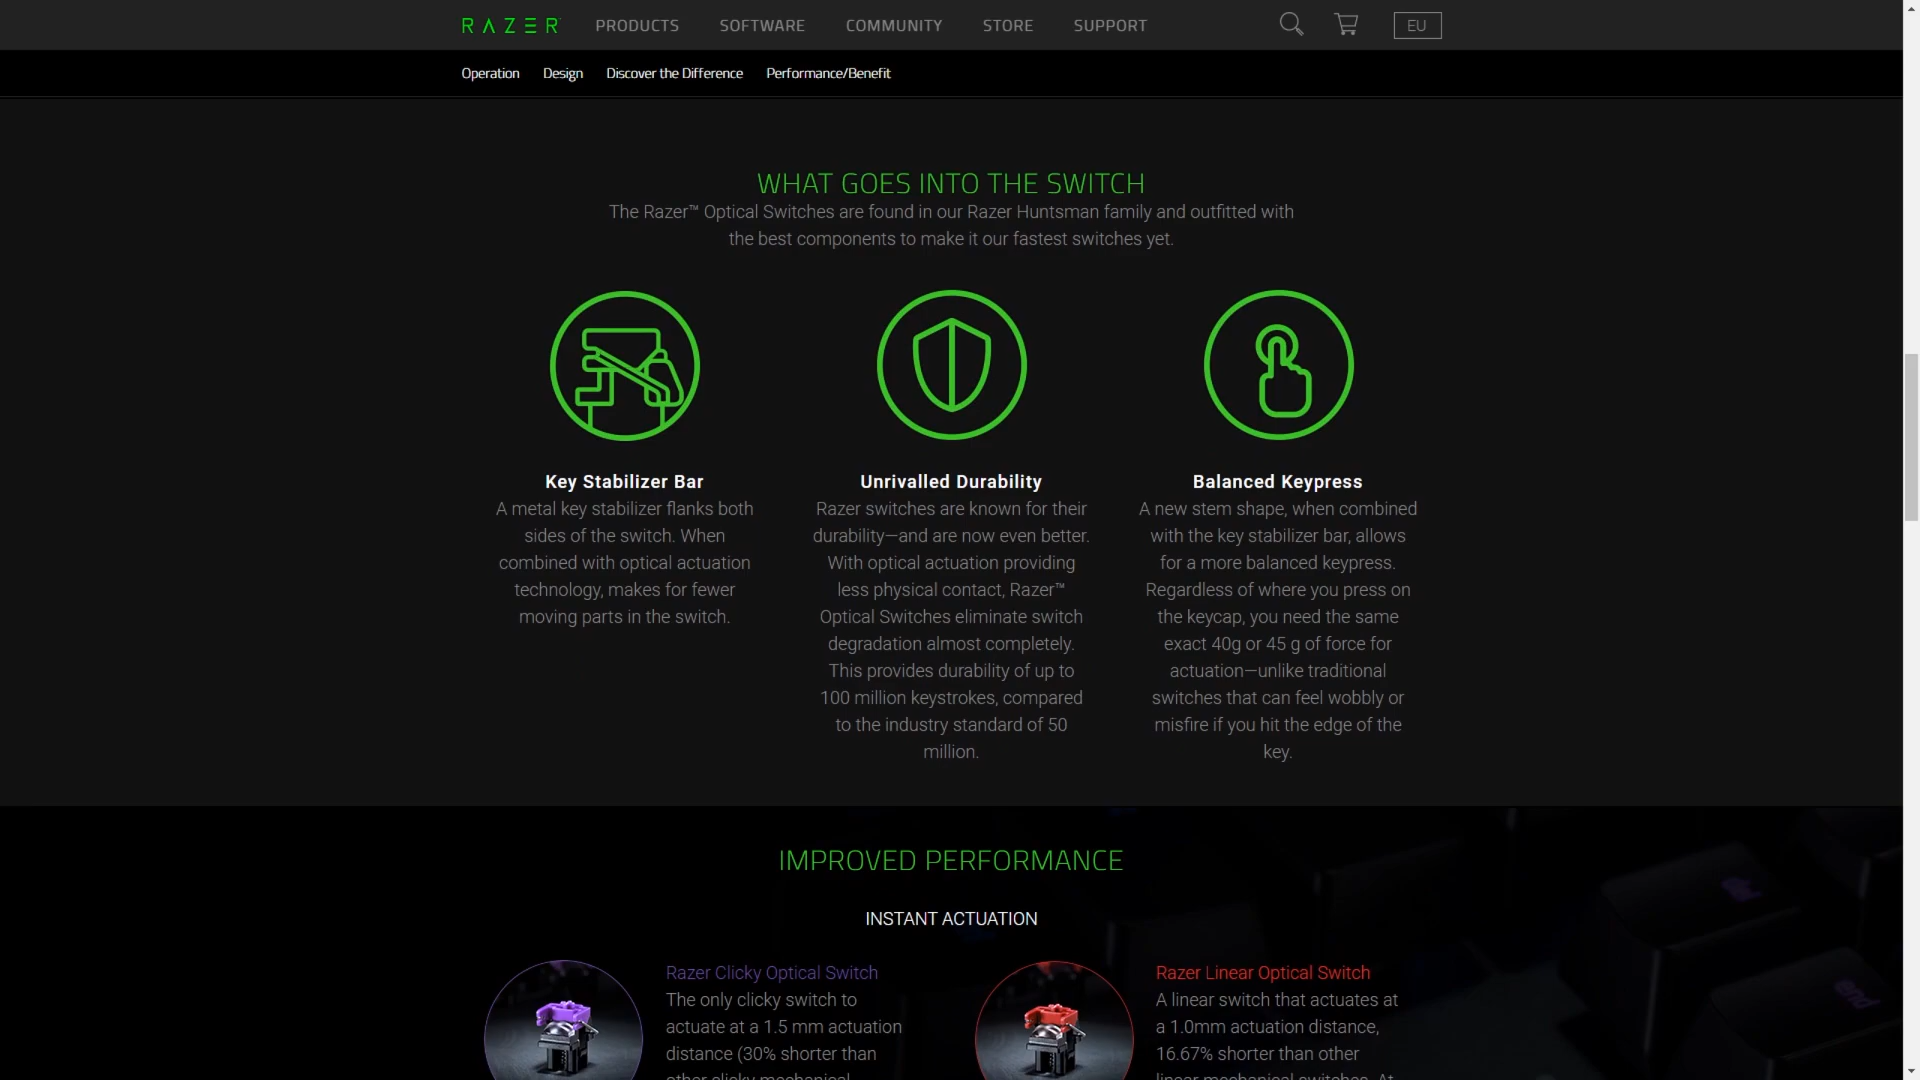 RAZER PRODUCTS SOFTWARE COMMUNITY STORE SUPPORT EU
Operation Design Discover the Difference Performance/Benefit
WHAT GOES INTO THE SWITCH
The Razer™ Optical Switches are found in our Razer Huntsman family and outfitted with
the best components to make it our fastest switches yet.
Key Stabilizer Bar
A metal key stabilizer flanks both
sides of the switch. When
combined with optical actuation
technology, makes for fewer
moving parts in the switch.
Unrivalled Durability
Razer switches are known for their
durability—and are now even better.
With optical actuation providing
less physical contact, Razer™
Optical Switches eliminate switch
degradation almost completely.
This provides durability of up to
100 million keystrokes, compared
to the industry standard of 50
million.
Balanced Keypress
A new stem shape, when combined
with the key stabilizer bar, allows
for a more balanced keypress.
Regardless of where you press on
the keycap, you need the same
exact 40g or 45 g of force for
actuation—unlike traditional
switches that can feel wobbly or
misfire if you hit the edge of the
key.
IMPROVED PERFORMANCE
INSTANT ACTUATION
Razer Clicky Optical Switch
The only clicky switch to
actuate at a 1.5 mm actuation
distance (30% shorter than
other clicky mechanical
Razer Linear Optical Switch
A linear switch that actuates at
a 1.0mm actuation distance,
16.67% shorter than other
linear mechanical switches. At
end